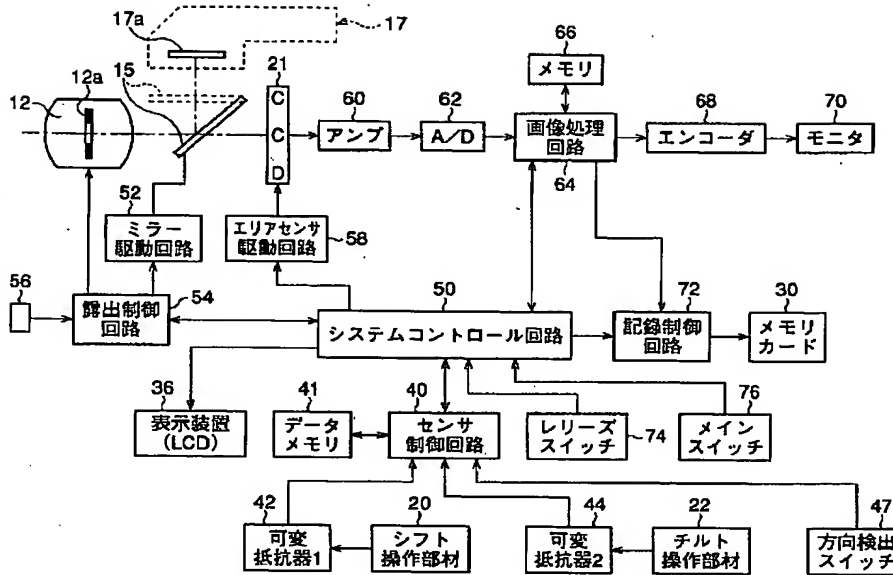 17a
17
15
21
66
メモリ
12
12a
C
C
D
60
アンプ
62
A/D
画像処理
回路
64
68
エンコーダ
70
モニタ
52
ミラー
駆動回路
エリアセンサ
駆動回路
58
56
露出制御
回路
54
50
システムコントロール回路
72
記録制御
回路
30
メモリ
カード
36
表示装置
(LCD)
41
データ
メモリ
40
センサ
制御回路
レリーズ
スイッチ
74
76
メイン
スイッチ
42
可変
抵抗器1
20
シフト
操作部材
44
可変
抵抗器2
22
チルト
操作部材
47
方向検出
スイッチ